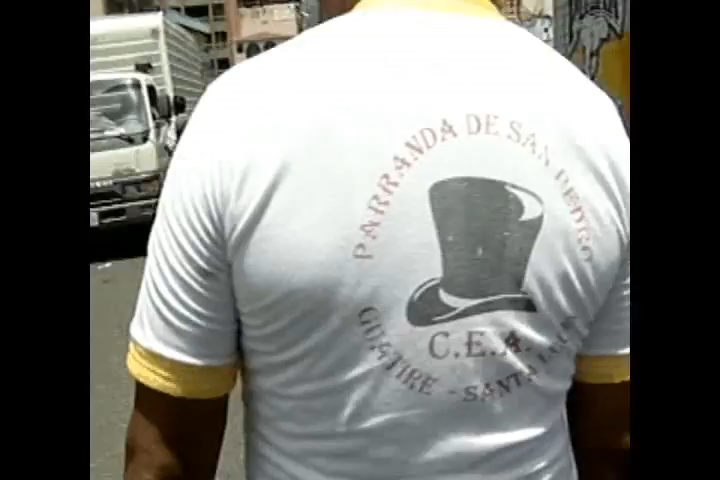 PARRANDA DE SAN PEDRO
C.E.A.
GUATIRE - SANTA